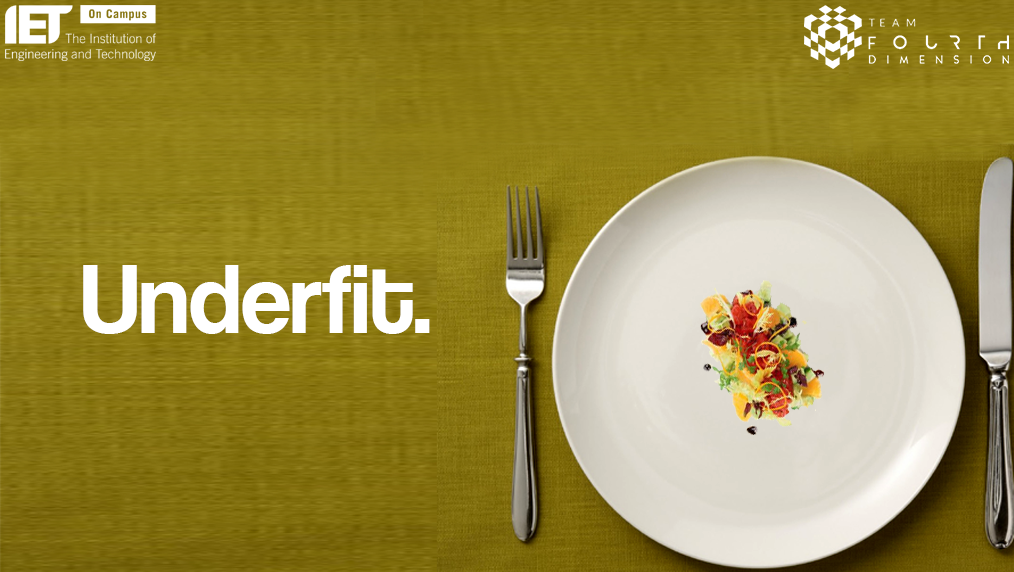 IET
On Campus
The Institution of
Engineering and Technology
TEAM
FOURTH
DIMENSION
Underfit.